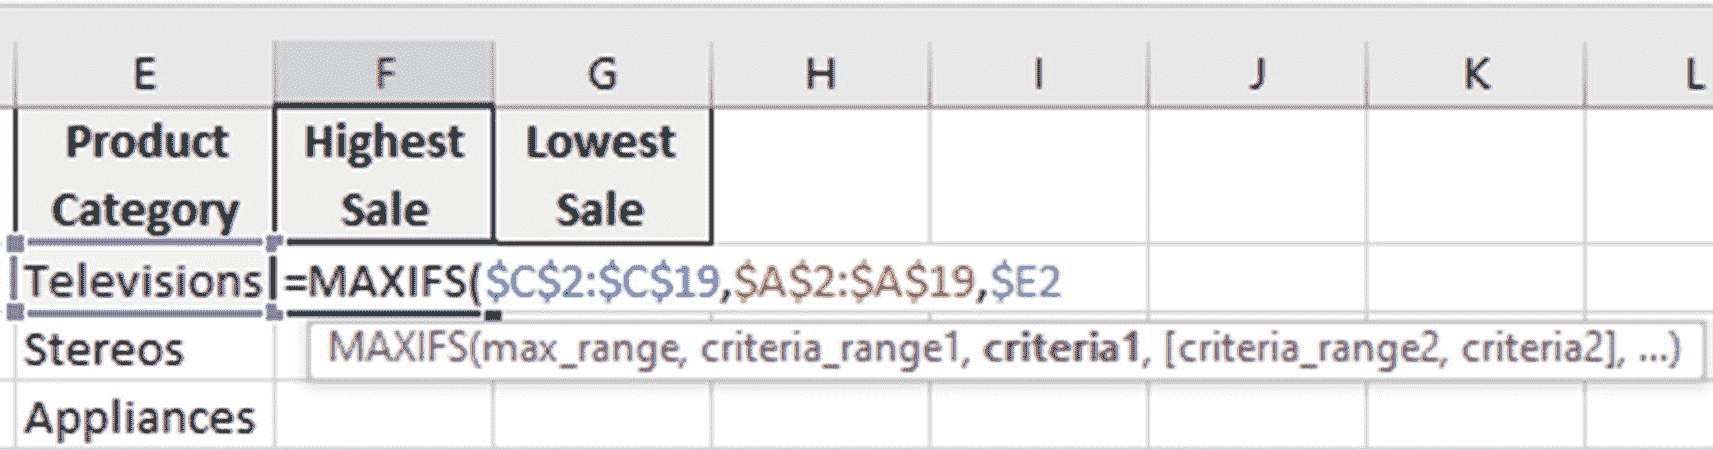 E F G H I J K L
Product Highest Lowest
Category Sale Sale
Televisions =MAXIFS($C$2:$C$19,$A$2:$A$19,$E2
Stereos MAXIFS(max_range, criteria_range1, criteria1, [criteria_range2, criteria2], ...)
Appliances